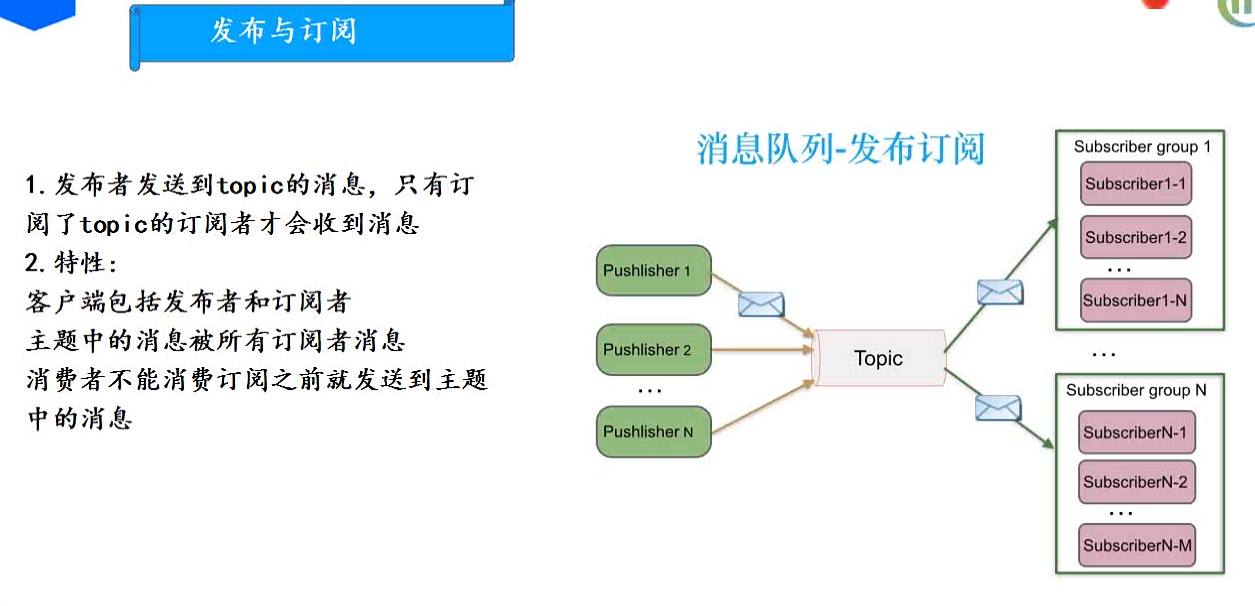 发布与订阅
1.发布者发送到topic的消息，只有订
阅了topic的订阅者才会收到消息
2.特性：
客户端包括发布者和订阅者
主题中的消息被所有订阅者消息
消费者不能消费订阅之前就发送到主题
中的消息
消息队列-发布订阅
Pushlisher 1
Pushlisher 2
...
Pushlisher N
Topic
Subscriber group 1
Subscriber1-1
Subscriber1-2
...
Subscriber1-N
...
Subscriber group N
SubscriberN-1
SubscriberN-2
...
SubscriberN-M